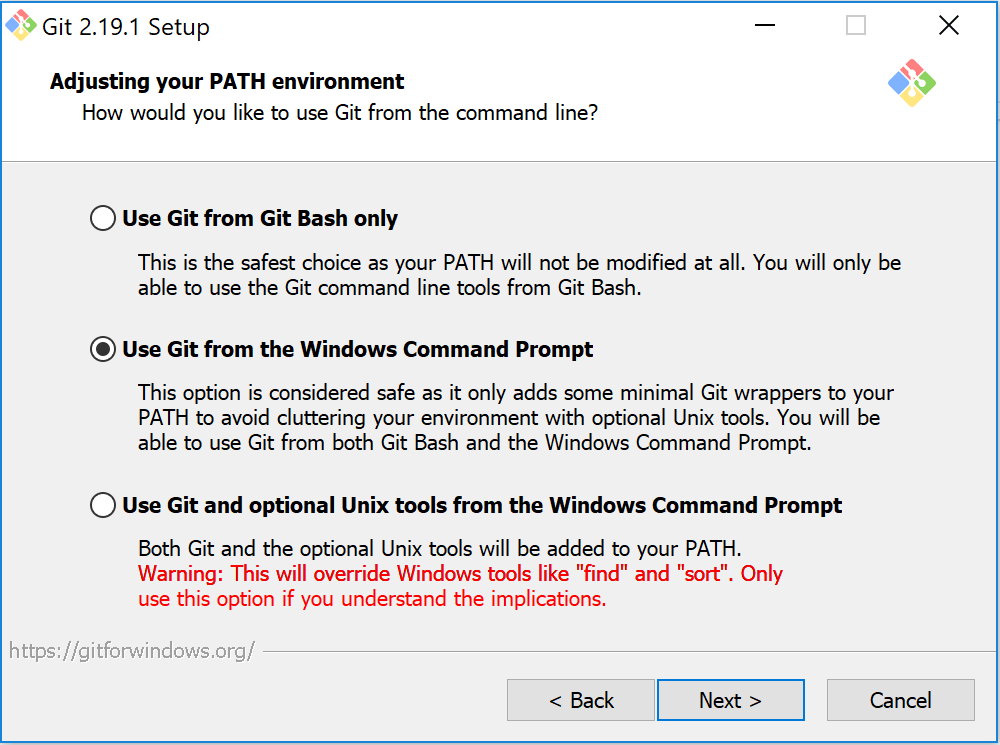 Git 2.19.1 Setup
Adjusting your PATH environment
How would you like to use Git from the command line?
Use Git from Git Bash only
This is the safest choice as your PATH will not be modified at all. You will only be
able to use the Git command line tools from Git Bash.
Use Git from the Windows Command Prompt
This option is considered safe as it only adds some minimal Git wrappers to your
PATH to avoid cluttering your environment with optional Unix tools. You will be
able to use Git from both Git Bash and the Windows Command Prompt.
Use Git and optional Unix tools from the Windows Command Prompt
Both Git and the optional Unix tools will be added to your PATH.
Warning: This will override Windows tools like "find" and "sort". Only
use this option if you understand the implications.
https://gitforwindows.org/
< Back Next > Cancel